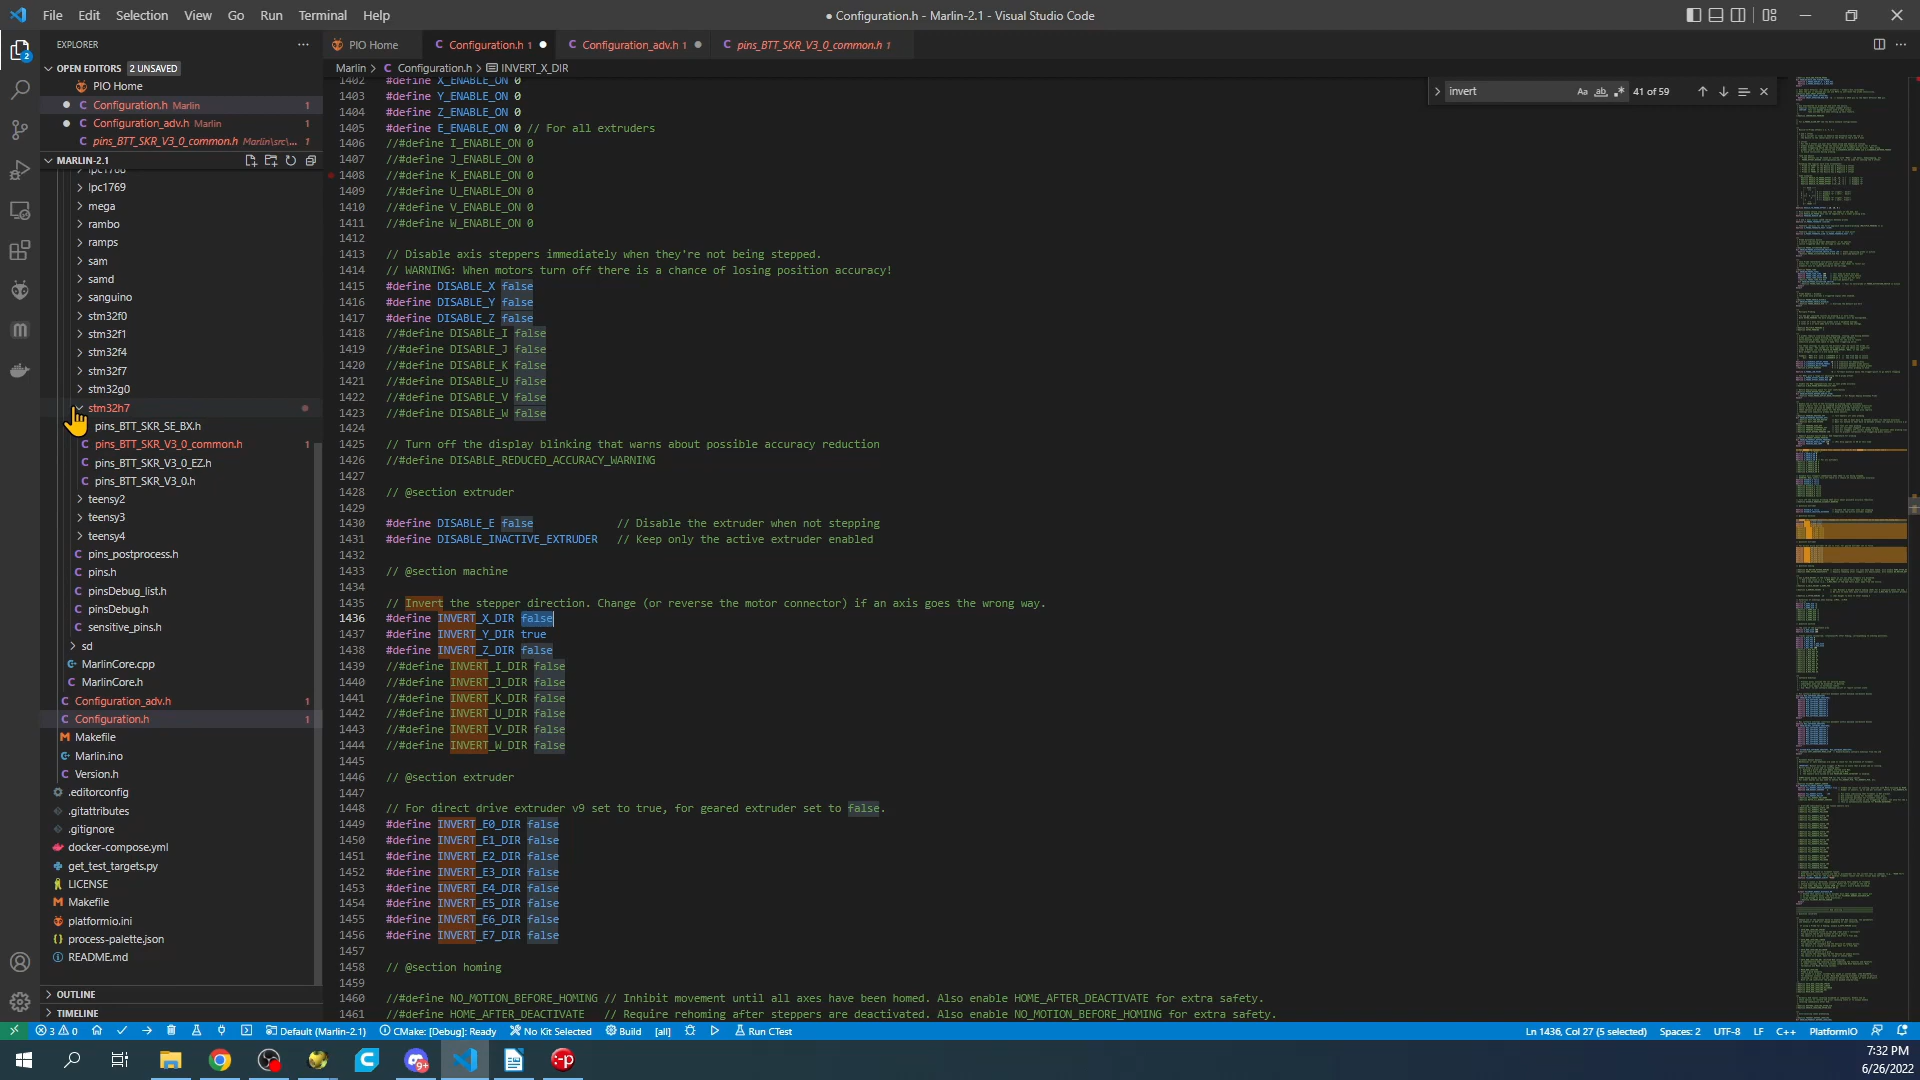 File Edit Selection View Go Run Terminal Help
● Configuration.h - Marlin-2.1 - Visual Studio Code
EXPLORER
OPEN EDITORS 2 UNSAVED
PIO Home
Configuration.h Marlin 1
Configuration_adv.h Marlin 1
pins_BTT_SKR_V3_0_common.h Marlin\src\... 1
MARLIN-2.1
lpc1768
lpc1769
mega
rambo
ramps
sam
samd
sanguino
stm32f0
stm32f1
stm32f4
stm32f7
stm32g0
stm32h7
pins_BTT_SKR_SE_BX.h
pins_BTT_SKR_V3_0_common.h 1
pins_BTT_SKR_V3_0_EZ.h
pins_BTT_SKR_V3_0.h
teensy2
teensy3
teensy4
pins_postprocess.h
pins.h
pinsDebug_list.h
pinsDebug.h
sensitive_pins.h
sd
MarlinCore.cpp
MarlinCore.h
Configuration_adv.h 1
Configuration.h 1
Makefile
Marlin.ino
Version.h
.editorconfig
.gitattributes
.gitignore
docker-compose.yml
get_test_targets.py
LICENSE
Makefile
platformio.ini
process-palette.json
README.md
OUTLINE
TIMELINE
PIO Home Configuration.h 1 Configuration_adv.h 1 pins_BTT_SKR_V3_0_common.h 1
Marlin > C Configuration.h > INVERT_X_DIR
invert Aa ab 41 of 59
1402 #define X_ENABLE_ON 0
1403 #define Y_ENABLE_ON 0
1404 #define Z_ENABLE_ON 0
1405 #define E_ENABLE_ON 0 // For all extruders
1406 //#define I_ENABLE_ON 0
1407 //#define J_ENABLE_ON 0
1408 //#define K_ENABLE_ON 0
1409 //#define U_ENABLE_ON 0
1410 //#define V_ENABLE_ON 0
1411 //#define W_ENABLE_ON 0
1412
1413 // Disable axis steppers immediately when they're not being stepped.
1414 // WARNING: When motors turn off there is a chance of losing position accuracy!
1415 #define DISABLE_X false
1416 #define DISABLE_Y false
1417 #define DISABLE_Z false
1418 //#define DISABLE_I false
1419 //#define DISABLE_J false
1420 //#define DISABLE_K false
1421 //#define DISABLE_U false
1422 //#define DISABLE_V false
1423 //#define DISABLE_W false
1424
1425 // Turn off the display blinking that warns about possible accuracy reduction
1426 //#define DISABLE_REDUCED_ACCURACY_WARNING
1427
1428 // @section extruder
1429
1430 #define DISABLE_E false // Disable the extruder when not stepping
1431 #define DISABLE_INACTIVE_EXTRUDER // Keep only the active extruder enabled
1432
1433 // @section machine
1434
1435 // Invert the stepper direction. Change (or reverse the motor connector) if an axis goes the wrong way.
1436 #define INVERT_X_DIR false
1437 #define INVERT_Y_DIR true
1438 #define INVERT_Z_DIR false
1439 //#define INVERT_I_DIR false
1440 //#define INVERT_J_DIR false
1441 //#define INVERT_K_DIR false
1442 //#define INVERT_U_DIR false
1443 //#define INVERT_V_DIR false
1444 //#define INVERT_W_DIR false
1445
1446 // @section extruder
1447
1448 // For direct drive extruder v9 set to true, for geared extruder set to false.
1449 #define INVERT_E0_DIR false
1450 #define INVERT_E1_DIR false
1451 #define INVERT_E2_DIR false
1452 #define INVERT_E3_DIR false
1453 #define INVERT_E4_DIR false
1454 #define INVERT_E5_DIR false
1455 #define INVERT_E6_DIR false
1456 #define INVERT_E7_DIR false
1457
1458 // @section homing
1459
1460 //#define NO_MOTION_BEFORE_HOMING // Inhibit movement until all axes have been homed. Also enable HOME_AFTER_DEACTIVATE for extra safety.
1461 //#define HOME_AFTER_DEACTIVATE // Require rehoming after steppers are deactivated. Also enable NO_MOTION_BEFORE_HOMING for extra safety.
3 0 Default (Marlin-2.1) CMake: [Debug]: Ready No Kit Selected Build [all] Run CTest Ln 1436, Col 27 (5 selected) Spaces: 2 UTF-8 LF C++ PlatformIO
7:32 PM
6/26/2022